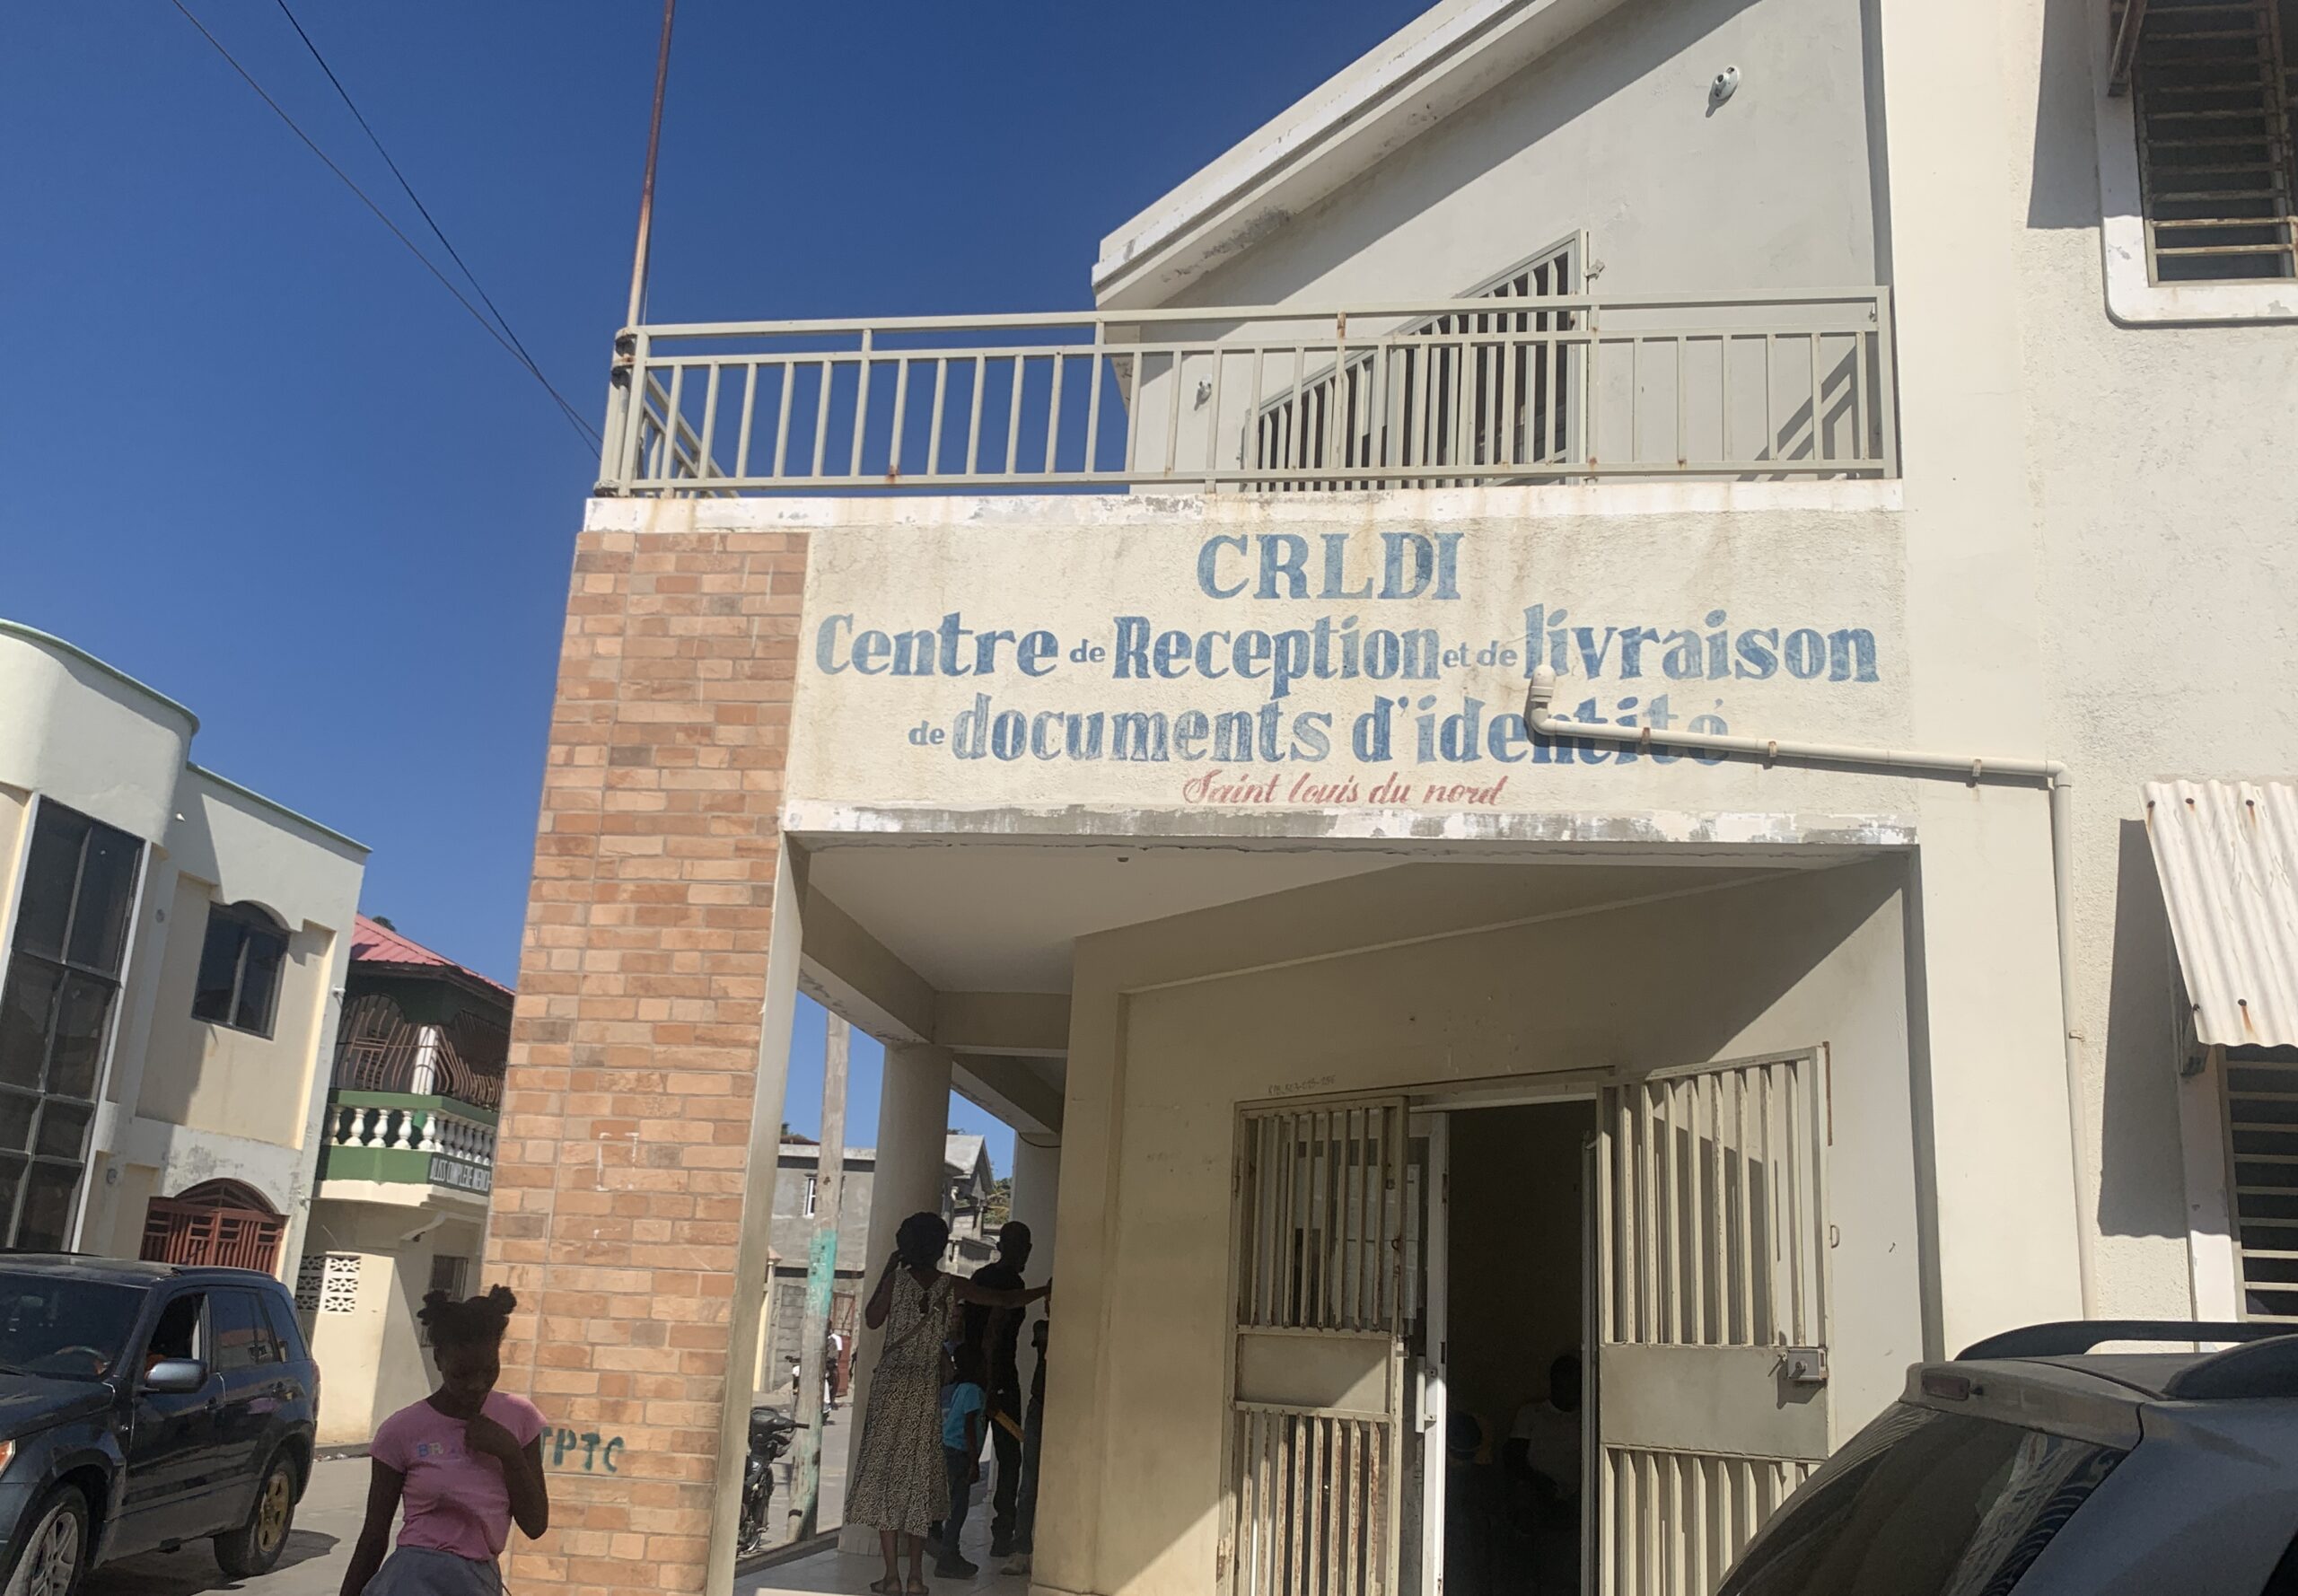 CRLDI
Centre de Reception et de livraison
de documents d'identité
Saint louis du nord
TPTC